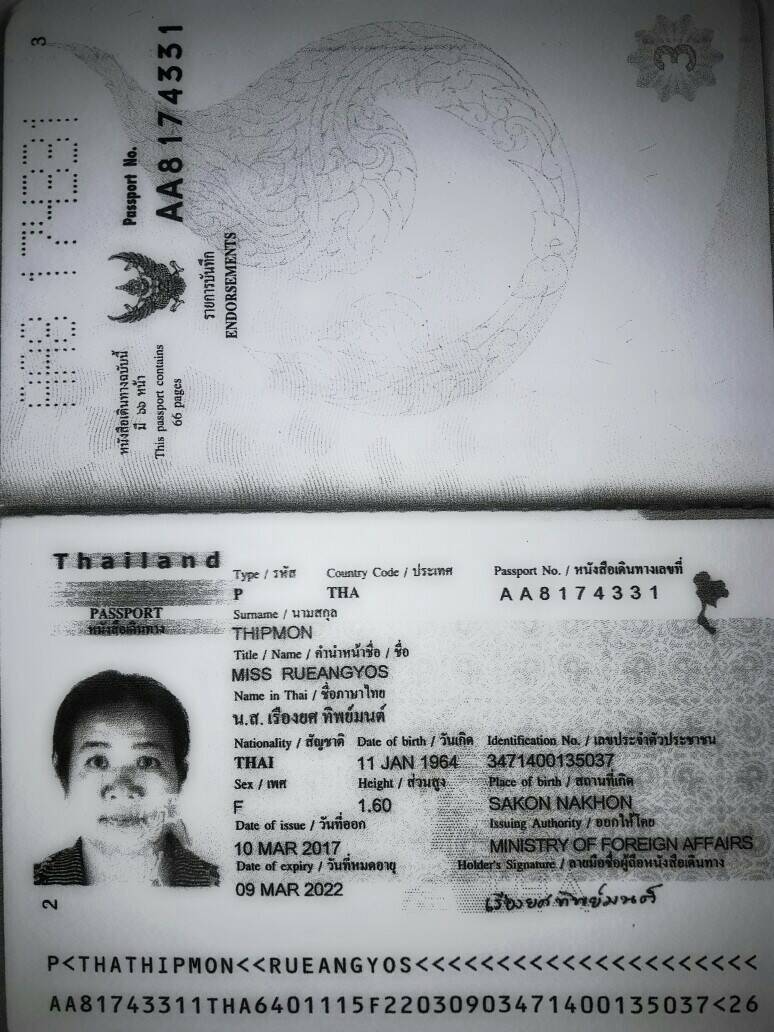 3
Passport No.
AA8174331
รายการบันทึก
ENDORSEMENTS
หนังสือเดินทางฉบับนี้
มี ๖๖ หน้า
This passport contains
66 pages
Thailand
PASSPORT
หนังสือเดินทาง
Type / รหัส Country Code / ประเทศ Passport No. / หนังสือเดินทางเลขที่
P THA AA8174331
Surname / นามสกุล
THIPMON
Title / Name / คำนำหน้าชื่อ / ชื่อ
MISS RUEANGYOS
Name in Thai / ชื่อภาษาไทย
น.ส. เรืองยศ ทิพย์มนต์
Nationality / สัญชาติ Date of birth / วันเกิด Identification No. / เลขประจำตัวประชาชน
THAI 11 JAN 1964 3471400135037
Sex / เพศ Height / ส่วนสูง Place of birth / สถานที่เกิด
F 1.60 SAKON NAKHON
Date of issue / วันที่ออก Issuing Authority / ออกให้โดย
10 MAR 2017 MINISTRY OF FOREIGN AFFAIRS
Date of expiry / วันที่หมดอายุ Holder's Signature / ลายมือชื่อผู้ถือหนังสือเดินทาง
09 MAR 2022 เรืองยศ ทิพย์มนต์
2
P<THATHIPMON<<RUEANGYOS<<<<<<<<<<<<<<<<<<<<<
AA81743311THA6401115F22030903471400135037<26